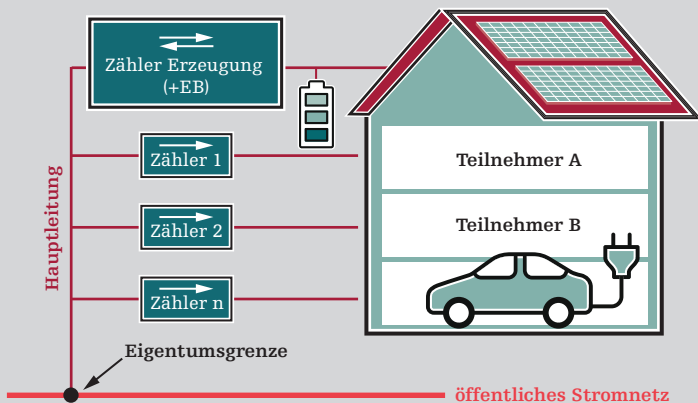 Zähler Erzeugung
(+EB)
Zähler 1
Teilnehmer A
Zähler 2
Teilnehmer B
Zähler n
Hauptleitung
Eigentumsgrenze
öffentliches Stromnetz